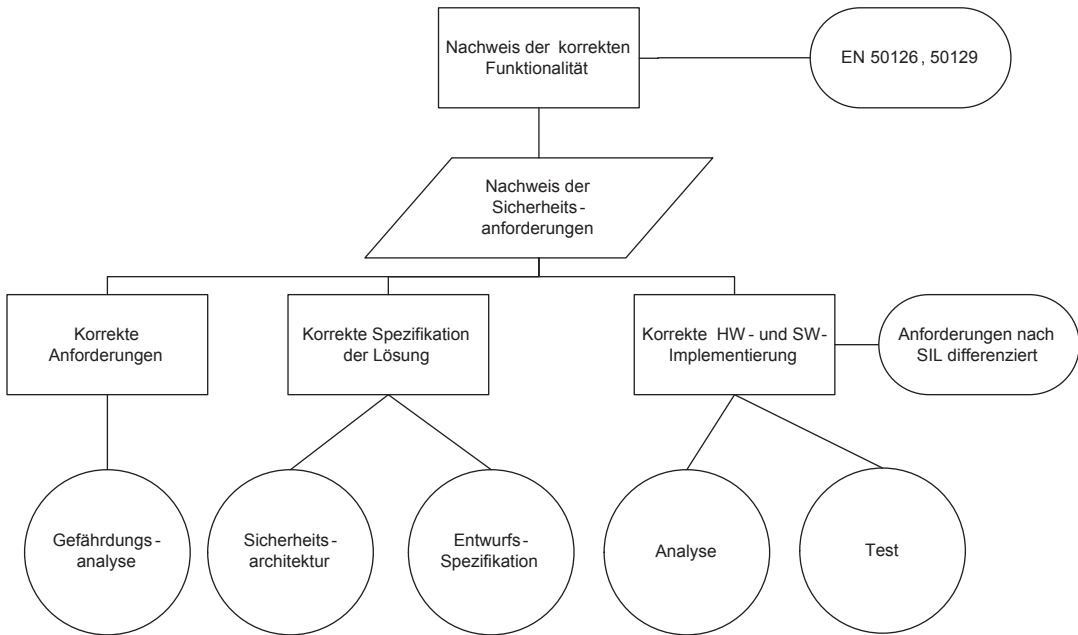 Nachweis der korrekten
Funktionalität
EN 50126, 50129
Nachweis der
Sicherheits-
anforderungen
Korrekte
Anforderungen
Korrekte Spezifikation
der Lösung
Korrekte HW- und SW-
Implementierung
Anforderungen nach
SIL differenziert
Gefährdungs-
analyse
Sicherheits-
architektur
Entwurfs-
Spezifikation
Analyse
Test